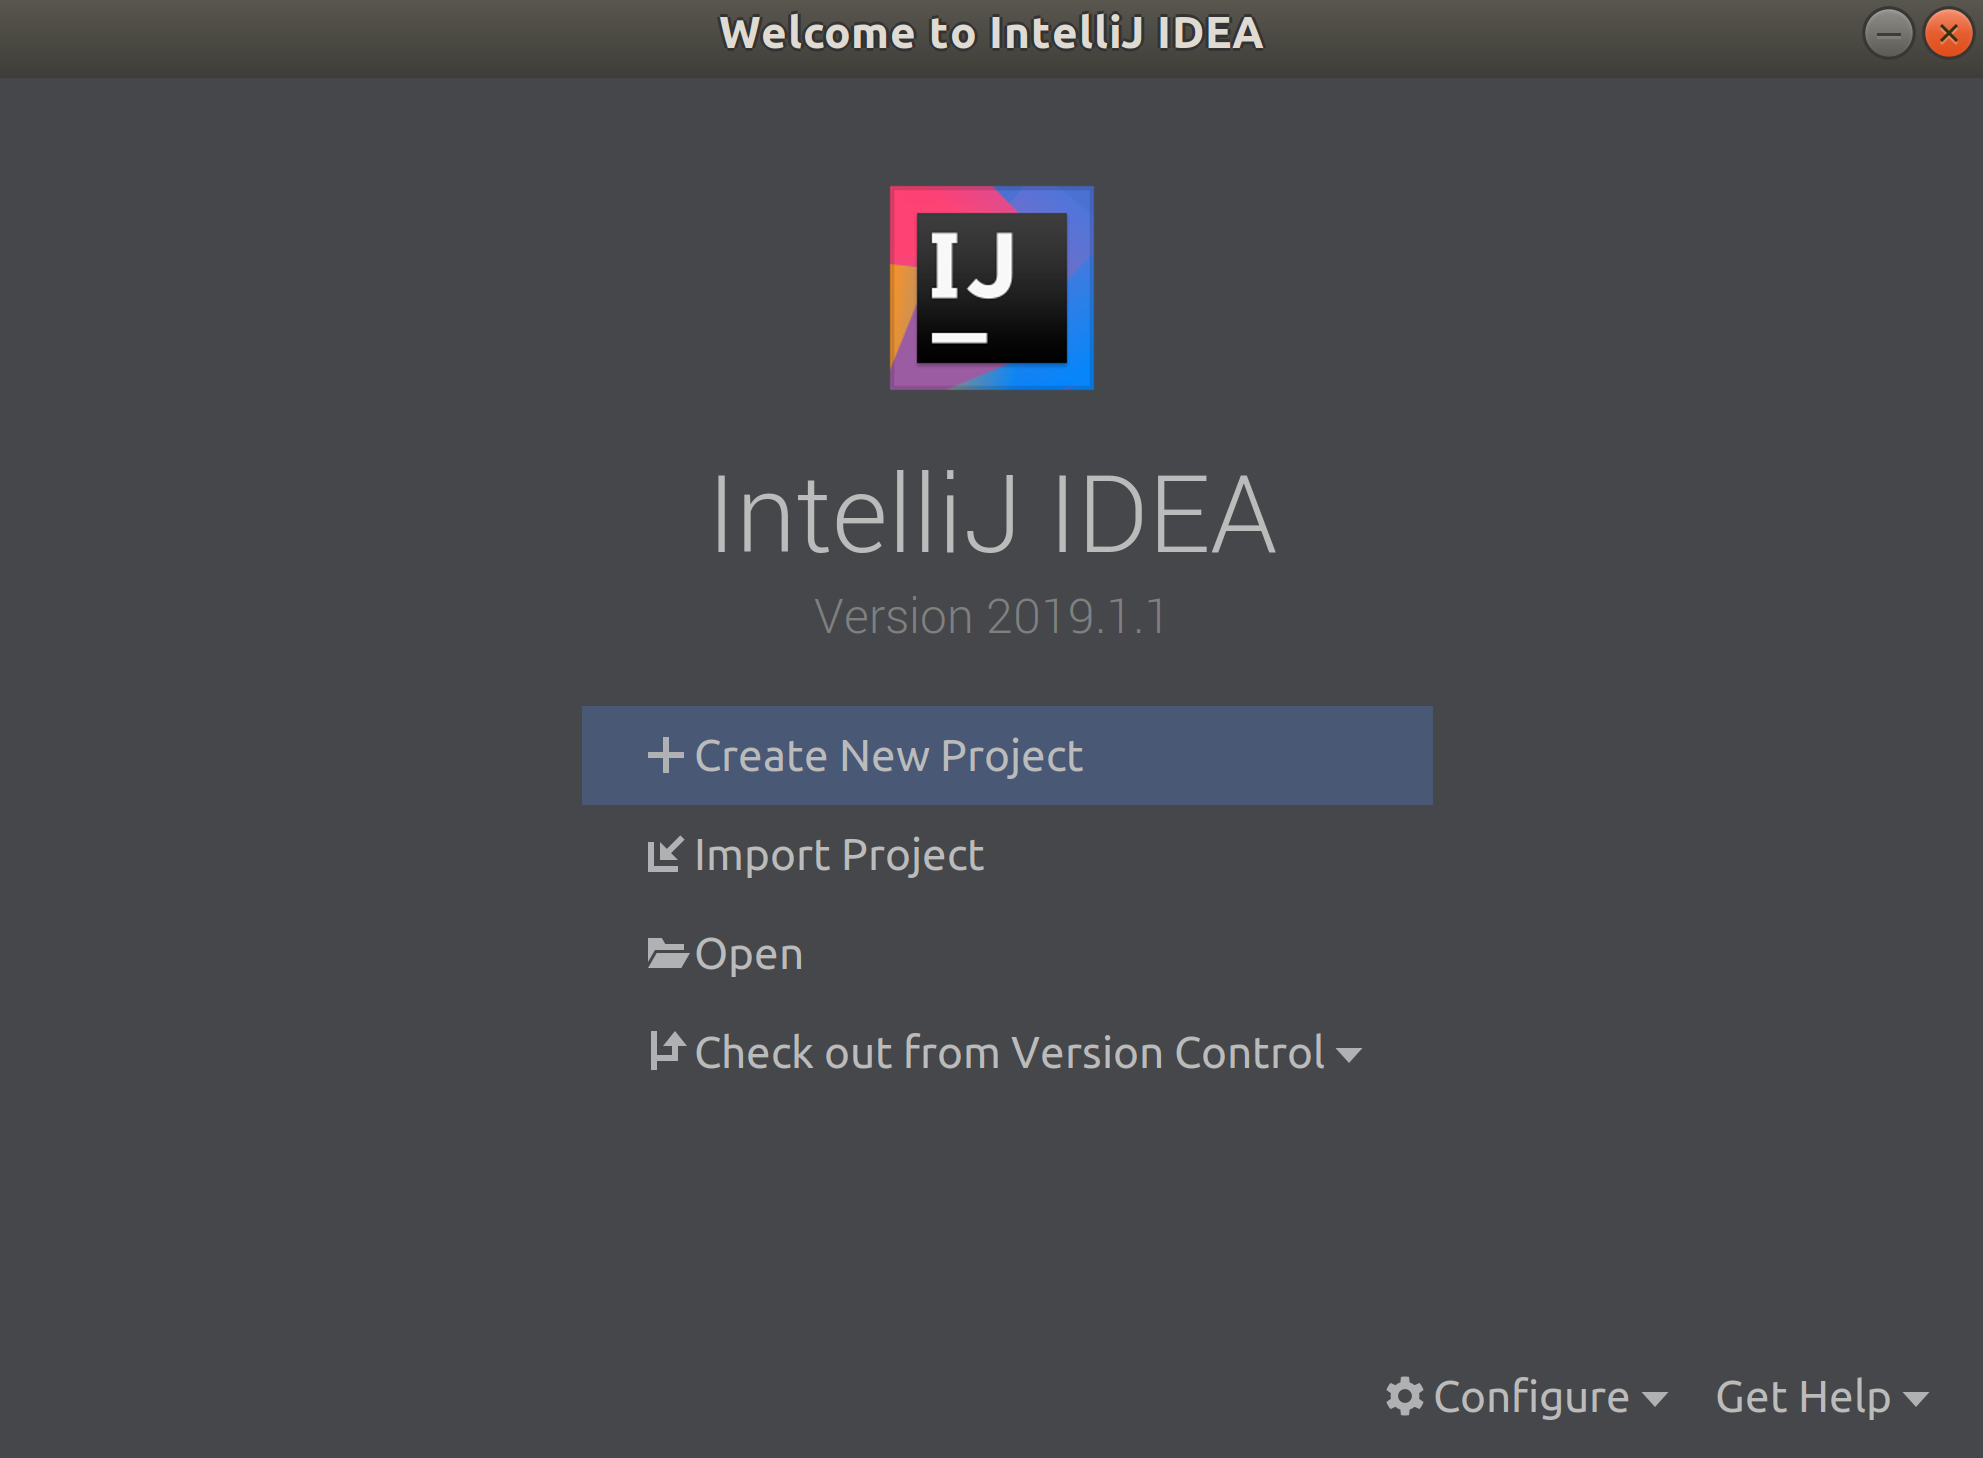 Welcome to IntelliJ IDEA
IJ
IntelliJ IDEA
Version 2019.1.1
Create New Project
Import Project
Open
Check out from Version Control
Configure
Get Help